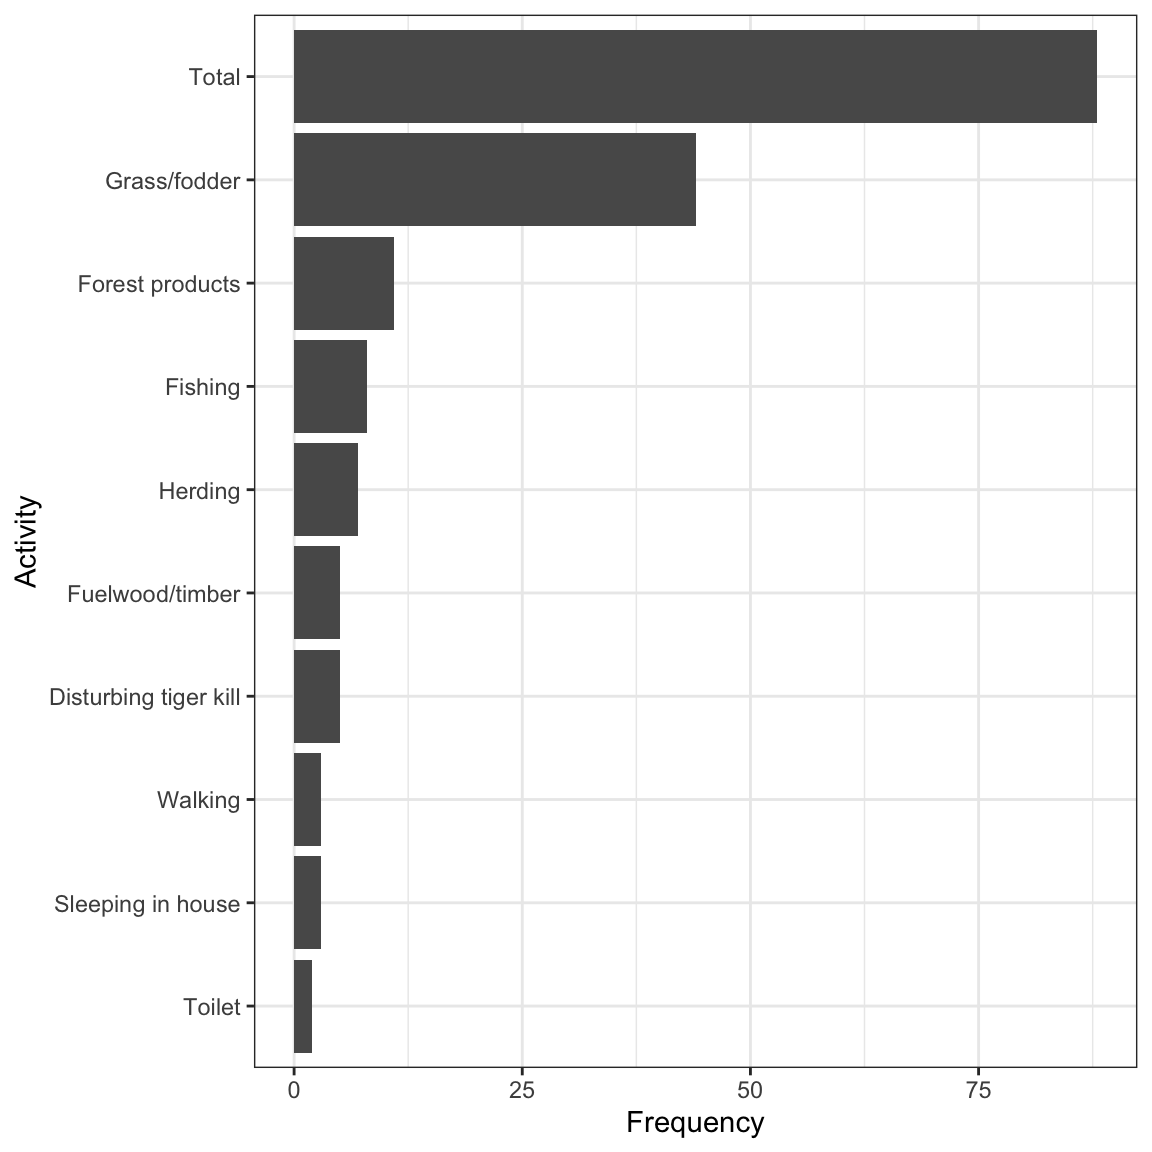 Total
Grass/fodder
Forest products
Fishing
Herding
Fuelwood/timber
Disturbing tiger kill
Walking
Sleeping in house
Toilet
Activity
0 25 50 75
Frequency